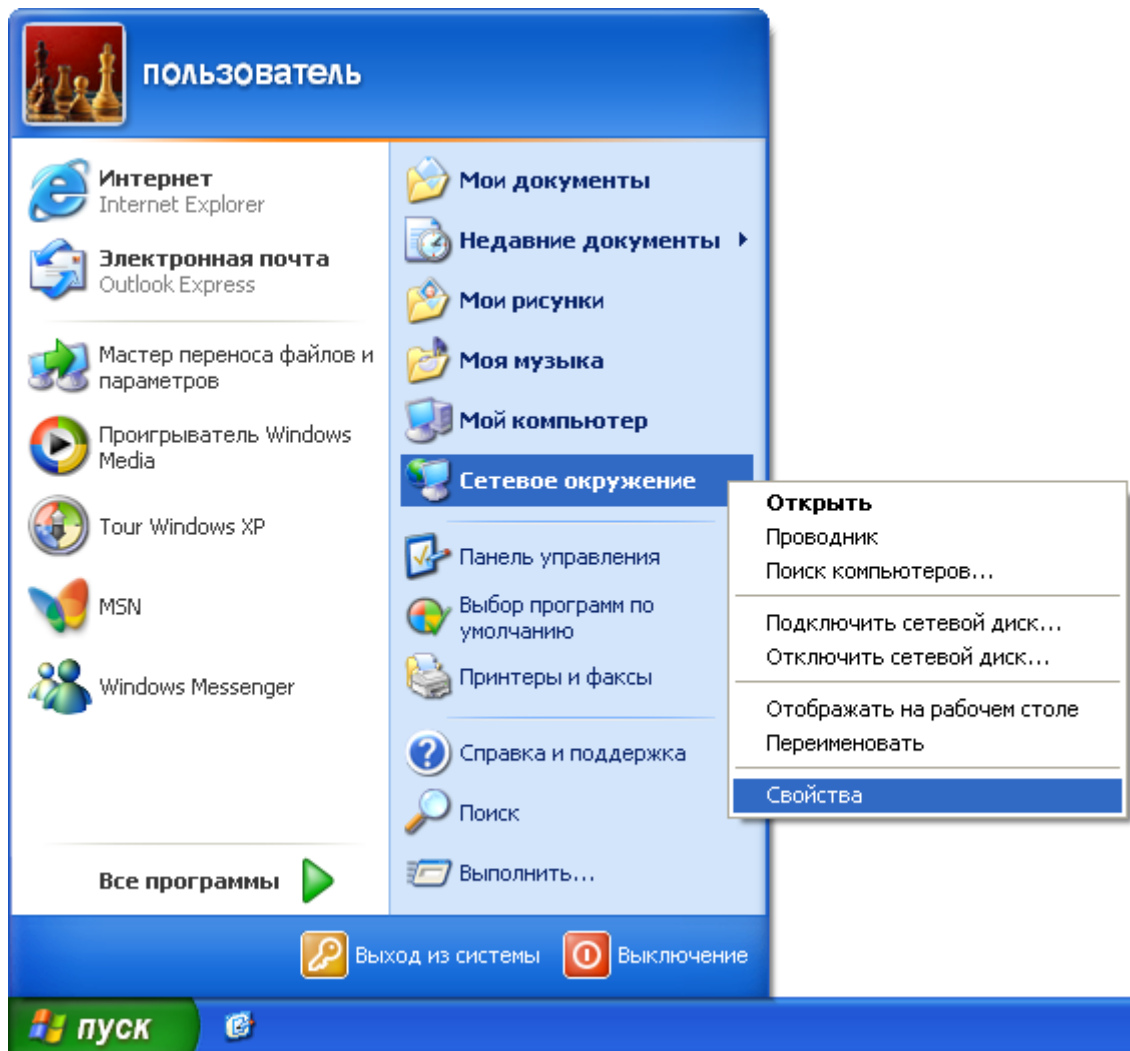 пользователь
Интернет
Internet Explorer
Электронная почта
Outlook Express
Мастер переноса файлов и
параметров
Проигрыватель Windows
Media
Tour Windows XP
MSN
Windows Messenger
Все программы
Мои документы
Недавние документы
Мои рисунки
Моя музыка
Мой компьютер
Сетевое окружение
Панель управления
Выбор программ по
умолчанию
Принтеры и факсы
Справка и поддержка
Поиск
Выполнить...
Открыть
Проводник
Поиск компьютеров...
Подключить сетевой диск...
Отключить сетевой диск...
Отображать на рабочем столе
Переименовать
Свойства
Выход из системы
Выключение
пуск